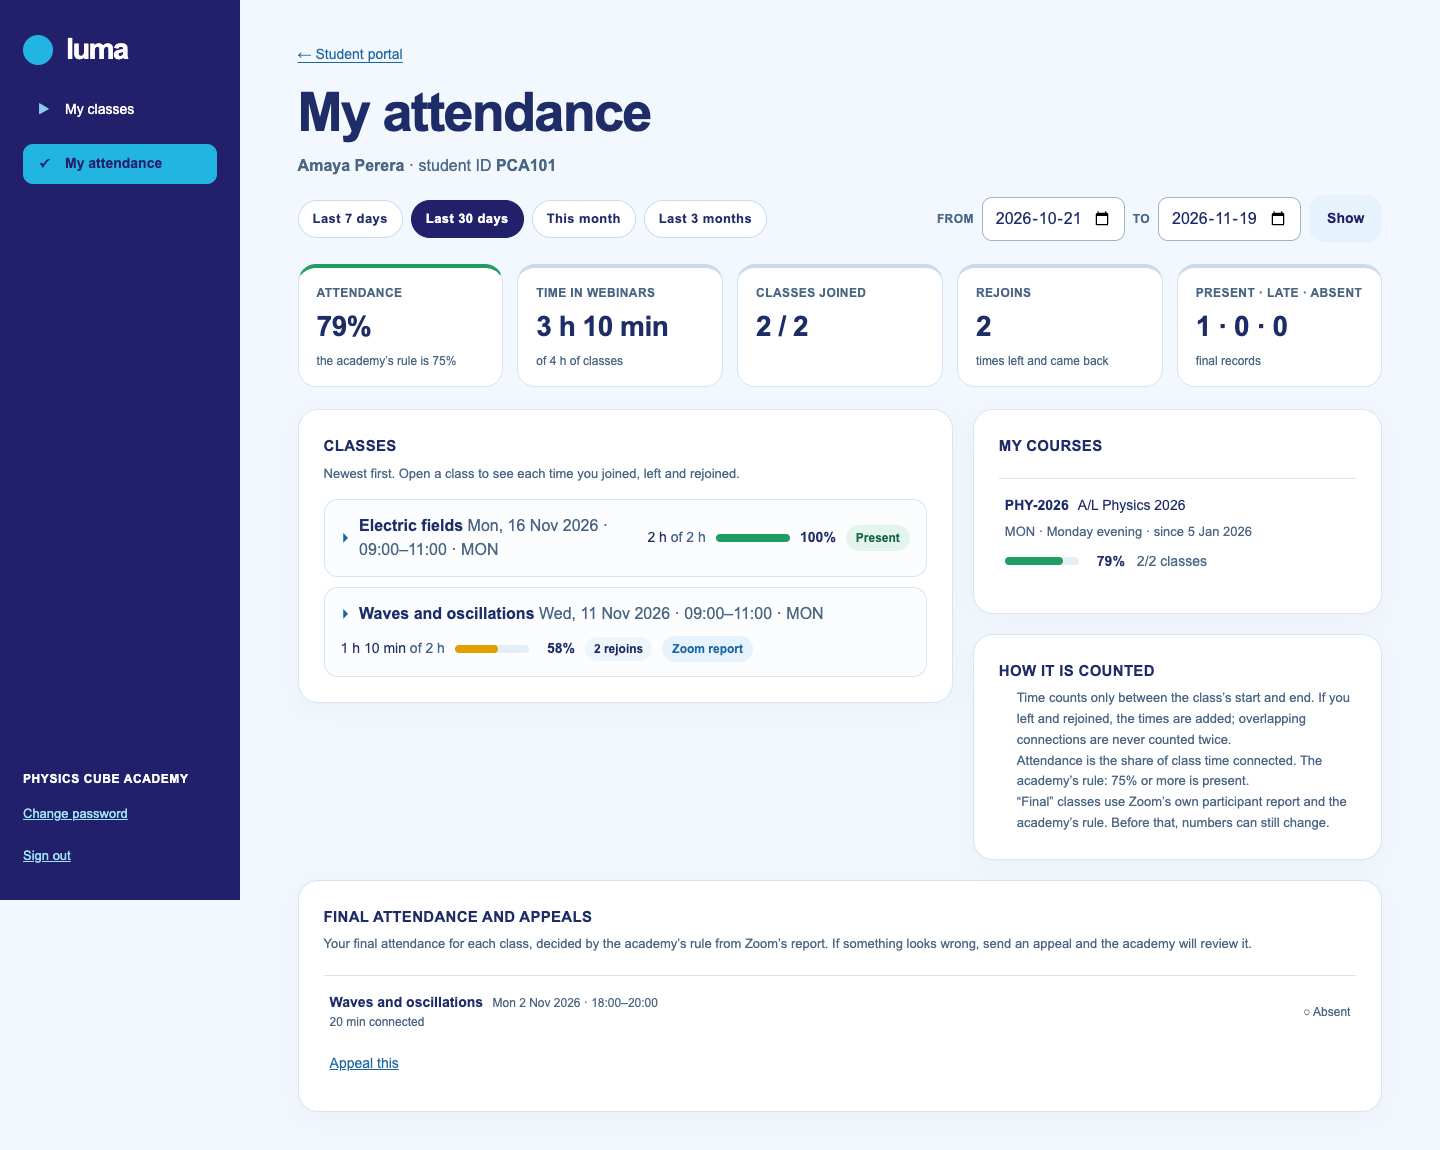 luma
My classes
My attendance
PHYSICS CUBE ACADEMY
Change password
Sign out
← Student portal
My attendance
Amaya Perera · student ID PCA101
Last 7 days
Last 30 days
This month
Last 3 months
FROM 2026-10-21 TO 2026-11-19 Show
ATTENDANCE
79%
the academy's rule is 75%
TIME IN WEBINARS
3 h 10 min
of 4 h of classes
CLASSES JOINED
2 / 2
REJOINS
2
times left and came back
PRESENT · LATE · ABSENT
1 · 0 · 0
final records
CLASSES
Newest first. Open a class to see each time you joined, left and rejoined.
Electric fields Mon, 16 Nov 2026 ·
09:00–11:00 · MON
2 h of 2 h 100% Present
Waves and oscillations Wed, 11 Nov 2026 · 09:00–11:00 · MON
1 h 10 min of 2 h 58% 2 rejoins Zoom report
MY COURSES
PHY-2026 A/L Physics 2026
MON · Monday evening · since 5 Jan 2026
79% 2/2 classes
HOW IT IS COUNTED
Time counts only between the class's start and end. If you
left and rejoined, the times are added; overlapping
connections are never counted twice.
Attendance is the share of class time connected. The
academy's rule: 75% or more is present.
“Final” classes use Zoom's own participant report and the
academy's rule. Before that, numbers can still change.
FINAL ATTENDANCE AND APPEALS
Your final attendance for each class, decided by the academy's rule from Zoom's report. If something looks wrong, send an appeal and the academy will review it.
Waves and oscillations Mon 2 Nov 2026 · 18:00–20:00
20 min connected
○ Absent
Appeal this